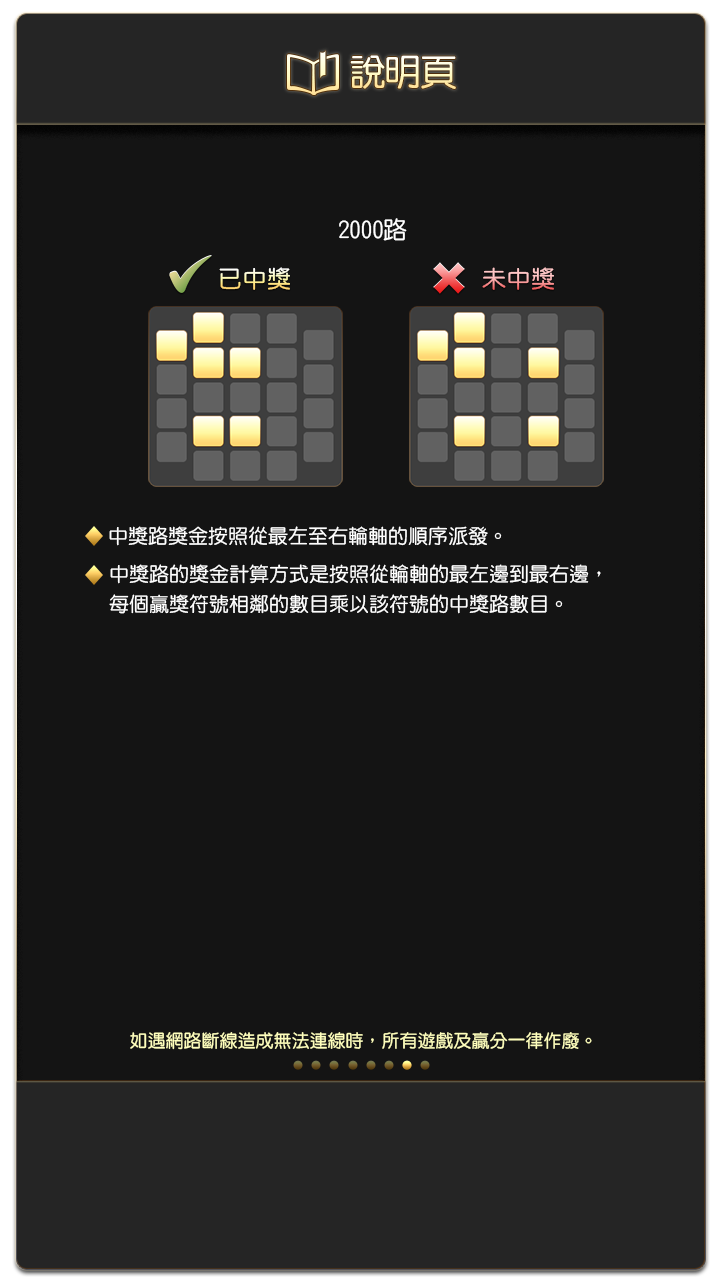 說明頁
2000路
已中獎
未中獎
中獎路獎金按照從最左至右輪軸的順序派發。
中獎路的獎金計算方式是按照從輪軸的最左邊到最右邊，
每個贏獎符號相鄰的數目乘以該符號的中獎路數目。
如遇網路斷線造成無法連線時，所有遊戲及贏分一律作廢。